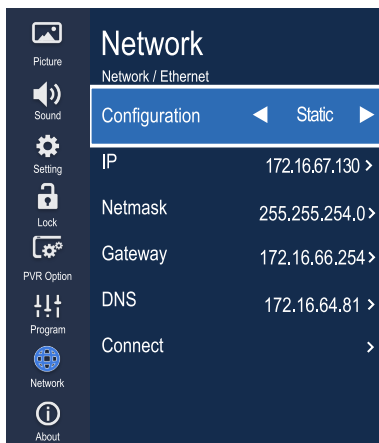 Picture
Sound
Setting
Lock
PVR Option
Program
Network
About
Network
Network / Ethernet
Configuration Static
IP 172.16.67.130 >
Netmask 255.255.254.0 >
Gateway 172.16.66.254 >
DNS 172.16.64.81 >
Connect >